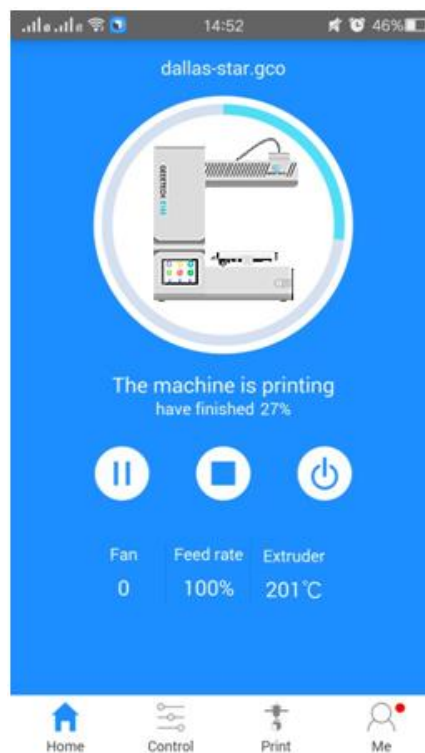 14:52
46%
dallas-star.gco
GEEETECH
The machine is printing
have finished 27%
Fan
Feed rate
Extruder
0
100%
201℃
Home
Control
Print
Me